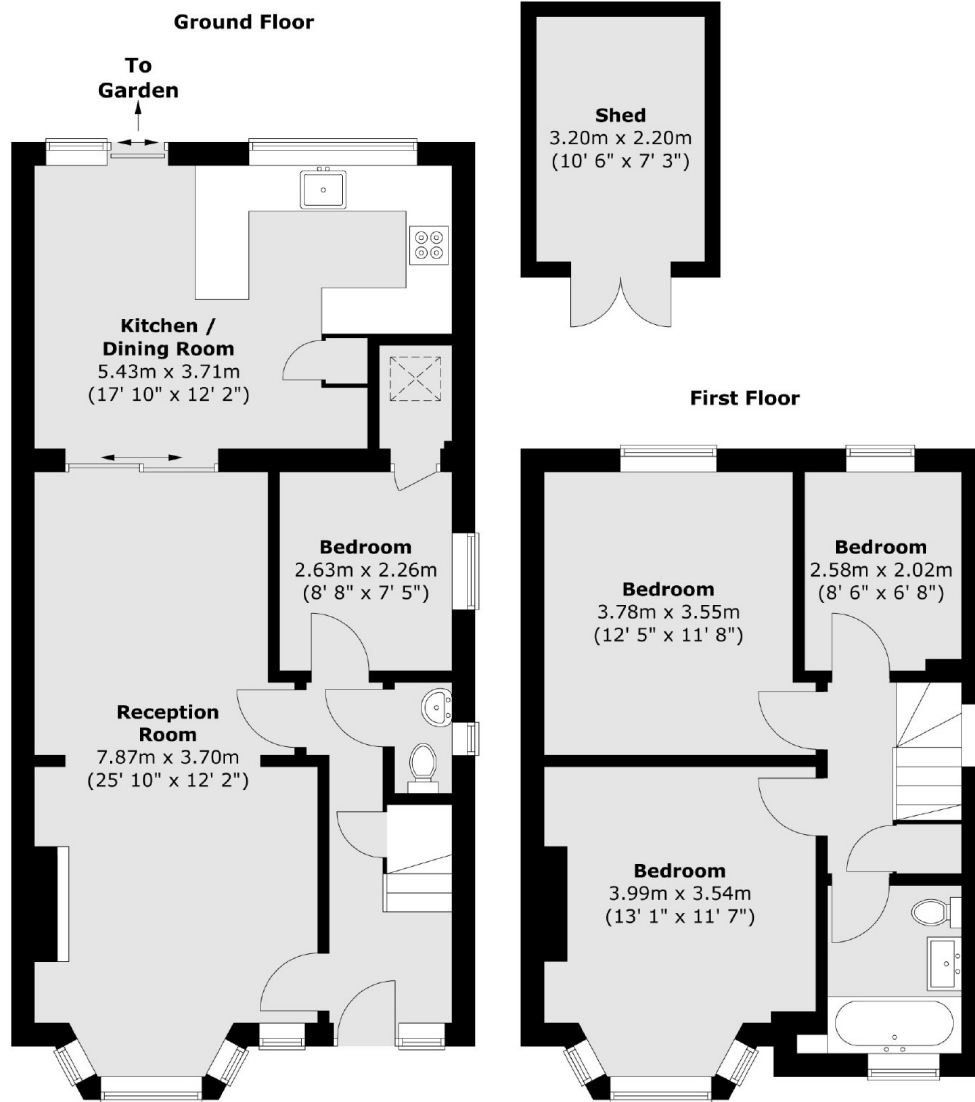 Ground Floor
To
Garden
Shed
3.20m x 2.20m
(10' 6" x 7' 3")
Kitchen /
Dining Room
5.43m x 3.71m
(17' 10" x 12' 2")
Bedroom
2.63m x 2.26m
(8' 8" x 7' 5")
Reception
Room
7.87m x 3.70m
(25' 10" x 12' 2")
First Floor
Bedroom
3.78m x 3.55m
(12' 5" x 11' 8")
Bedroom
2.58m x 2.02m
(8' 6" x 6' 8")
Bedroom
3.99m x 3.54m
(13' 1" x 11' 7")